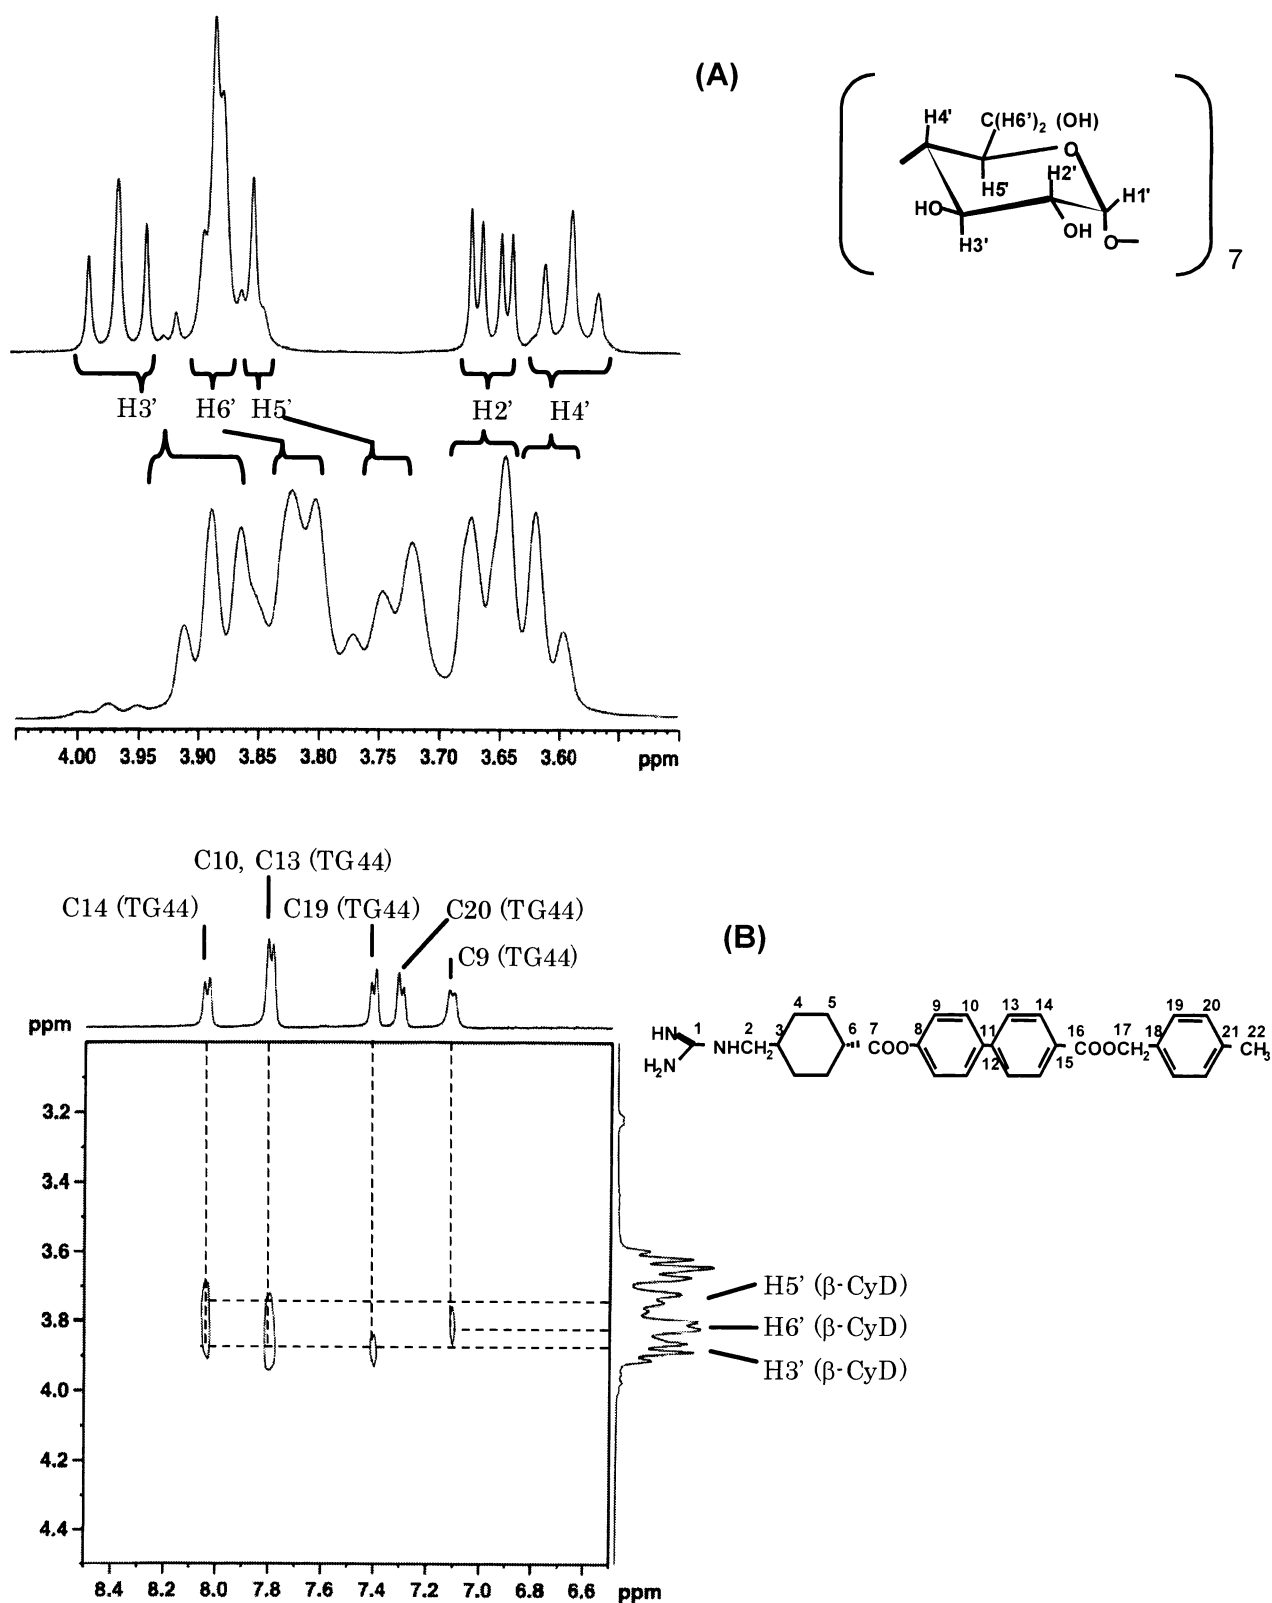 (A)
H4'
C(H6')₂ (OH)
O
H2'
H5'
H1'
HO
OH
H3'
O
7
H3' H6' H5' H2' H4'
4.00 3.95 3.90 3.85 3.80 3.75 3.70 3.65 3.60 ppm
C10, C13 (TG44)
C14 (TG44) C19 (TG44) C20 (TG44)
C9 (TG44)
(B)
ppm
4 5 9 10 13 14 19 20
HN 1 2 3 6 7 8 11 16 17 18 21 22
NHCH₂ COO COOCH₂ CH₃
H₂N 12 15
3.2
3.4
3.6
3.8
4.0
4.2
4.4
H5' (β-CyD)
H6' (β-CyD)
H3' (β-CyD)
8.4 8.2 8.0 7.8 7.6 7.4 7.2 7.0 6.8 6.6 ppm